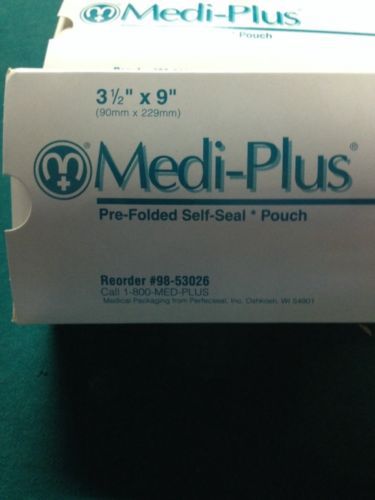 Medi-Plus®
Pouch
3 ½" x 9"
(90mm x 229mm)
® Medi-Plus®
Pre-Folded Self-Seal * Pouch
Reorder #98-53026
Call 1-800-MED-PLUS
Medical Packaging from Perfecseal, Inc. Oshkosh, WI 54901